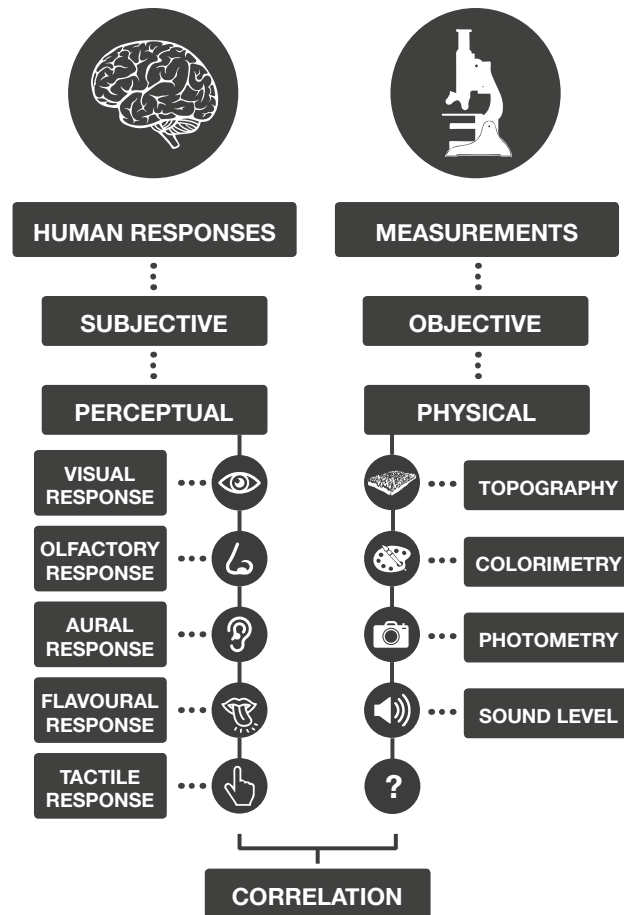 HUMAN RESPONSES
MEASUREMENTS
SUBJECTIVE
OBJECTIVE
PERCEPTUAL
PHYSICAL
VISUAL
RESPONSE
TOPOGRAPHY
OLFACTORY
RESPONSE
COLORIMETRY
AURAL
RESPONSE
PHOTOMETRY
FLAVOURAL
RESPONSE
SOUND LEVEL
TACTILE
RESPONSE
?
CORRELATION